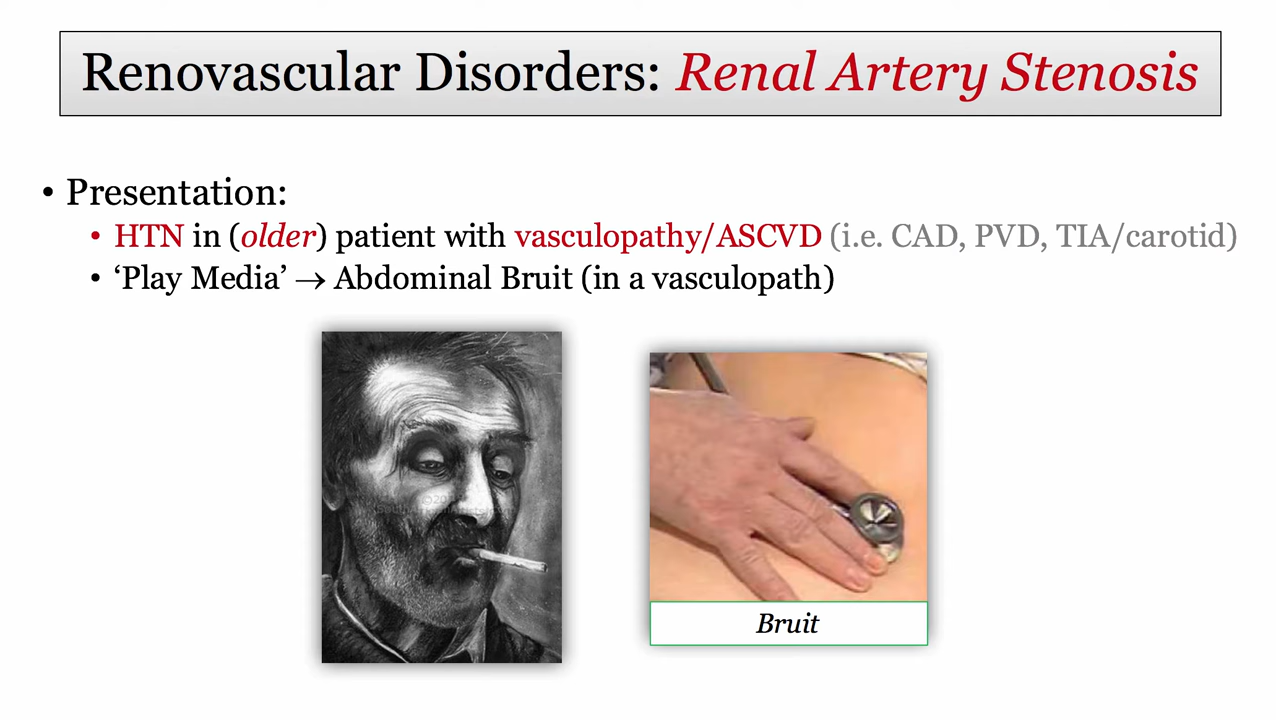 Renovascular Disorders: Renal Artery Stenosis
• Presentation:
• HTN in (older) patient with vasculopathy/ASCVD (i.e. CAD, PVD, TIA/carotid)
• ‘Play Media’ → Abdominal Bruit (in a vasculopath)
Bruit